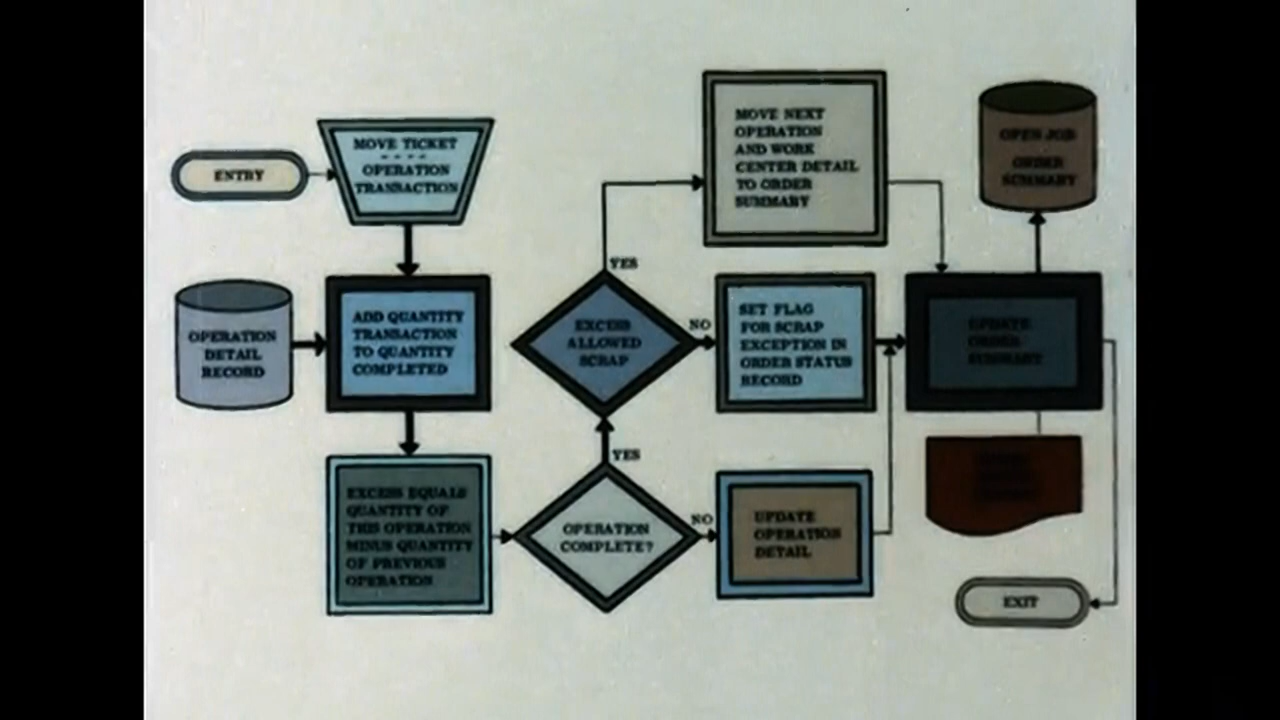 ENTRY
MOVE TICKET
OPERATION
TRANSACTION
OPERATION
DETAIL
RECORD
ADD QUANTITY
TRANSACTION
TO QUANTITY
COMPLETED
EXCESS EQUALS
QUANTITY OF
THIS OPERATION
MINUS QUANTITY
OF PREVIOUS
OPERATION
OPERATION
COMPLETE?
YES
NO
EXCESS
ALLOWED
SCRAP
YES
NO
MOVE NEXT
OPERATION
AND WORK
CENTER DETAIL
TO ORDER
SUMMARY
SET FLAG
FOR SCRAP
EXCEPTION IN
ORDER STATUS
RECORD
UPDATE
OPERATION
DETAIL
OPEN JOB
ORDER
SUMMARY
UPDATE
ORDER
EXIT